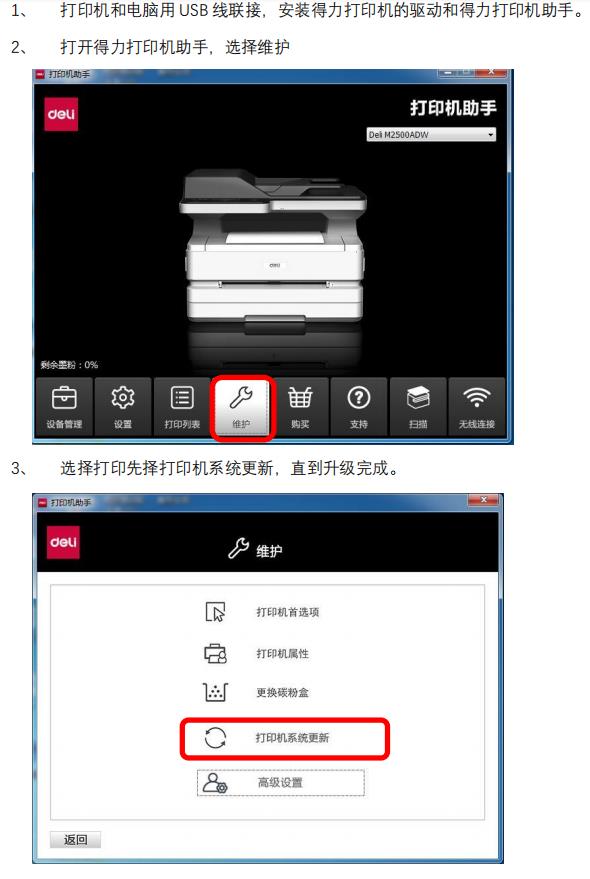 1、 打印机和电脑用 USB 线联接，安装得力打印机的驱动和得力打印机助手。
2、 打开得力打印机助手，选择维护
打印机助手
deli
打印机助手
Deli M2500ADW
deli
剩余墨粉：0%
设备管理 设置 打印列表 维护 购买 支持 扫描 无线连接
3、 选择打印先择打印机系统更新，直到升级完成。
打印机助手
deli
维护
打印机首选项
打印机属性
更换碳粉盒
打印机系统更新
高级设置
返回